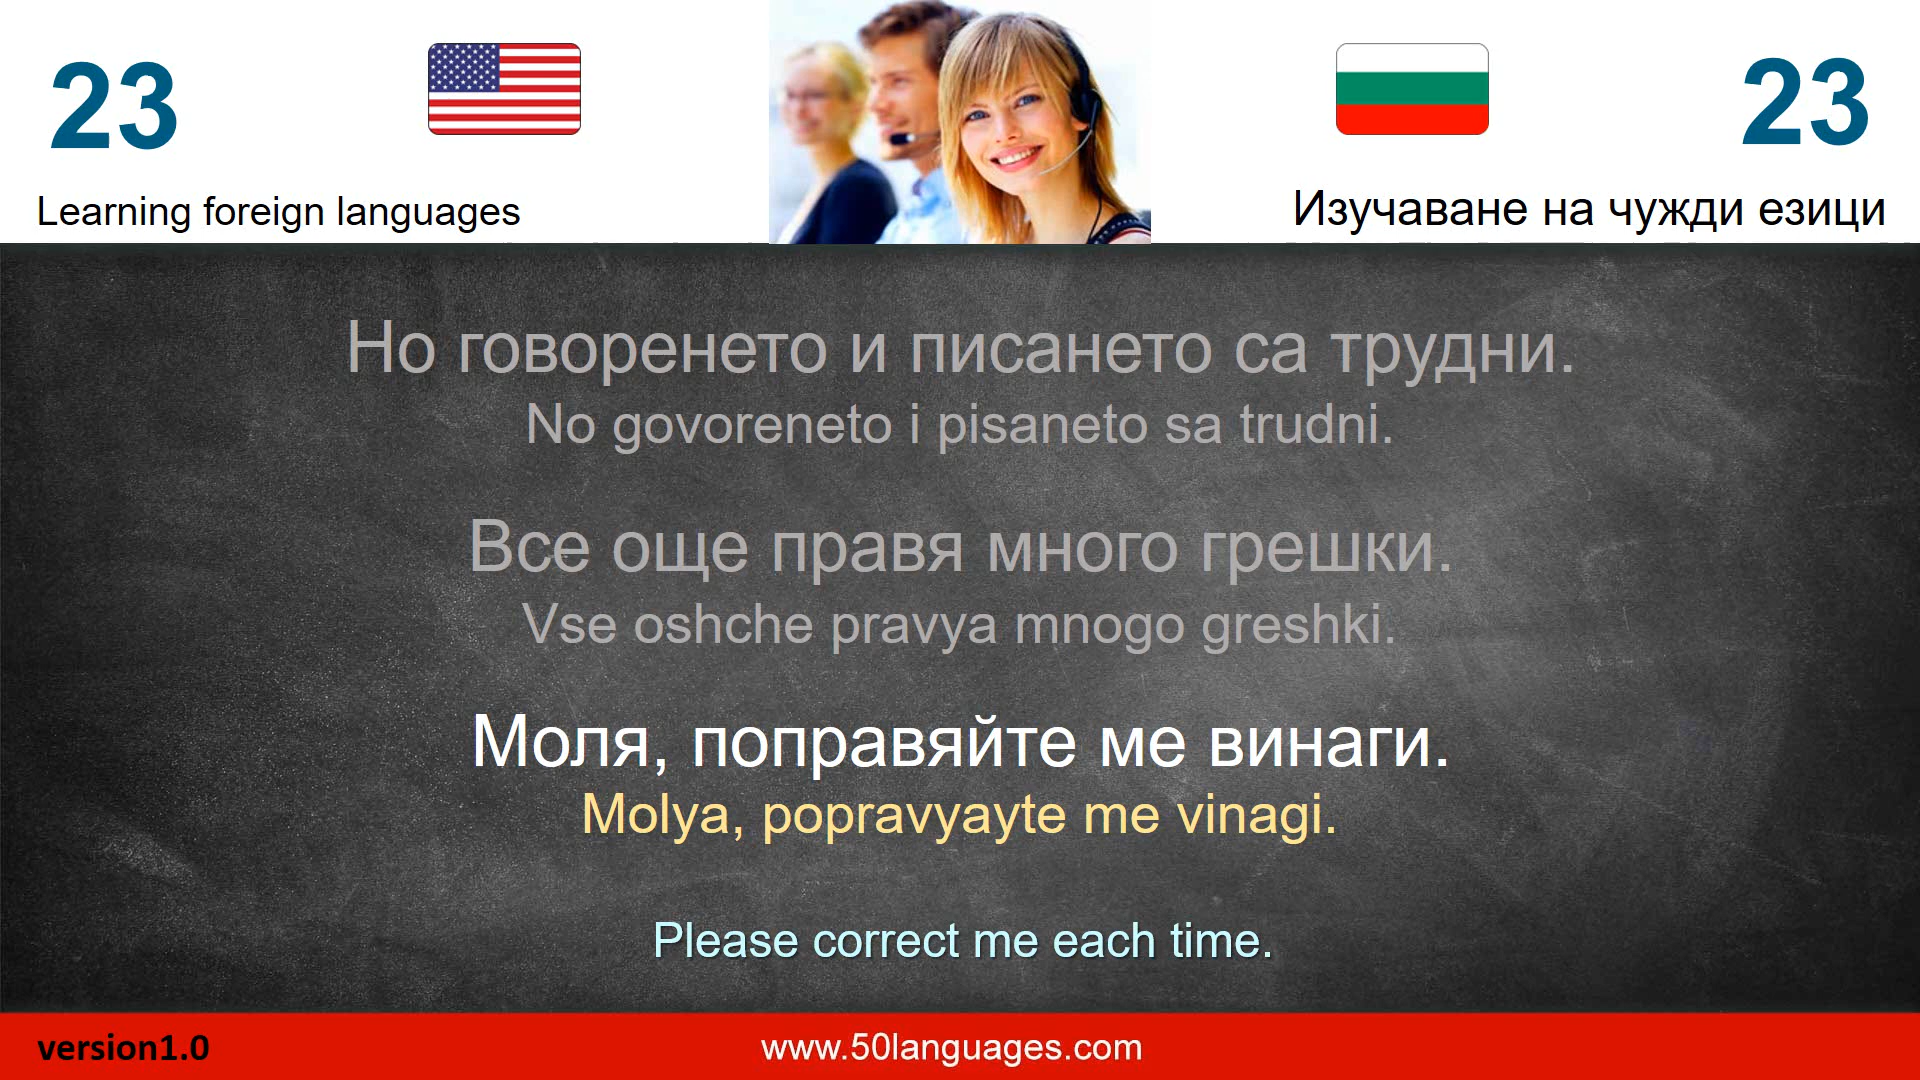 23
23
Learning foreign languages
Изучаване на чужди езици
Но говоренето и писането са трудни.
No govoreneto i pisaneto sa trudni.
Все още правя много грешки.
Vse oshche pravya mnogo greshki.
Моля, поправяйте ме винаги.
Molya, popravyayte me vinagi.
Please correct me each time.
version1.0
www.50languages.com